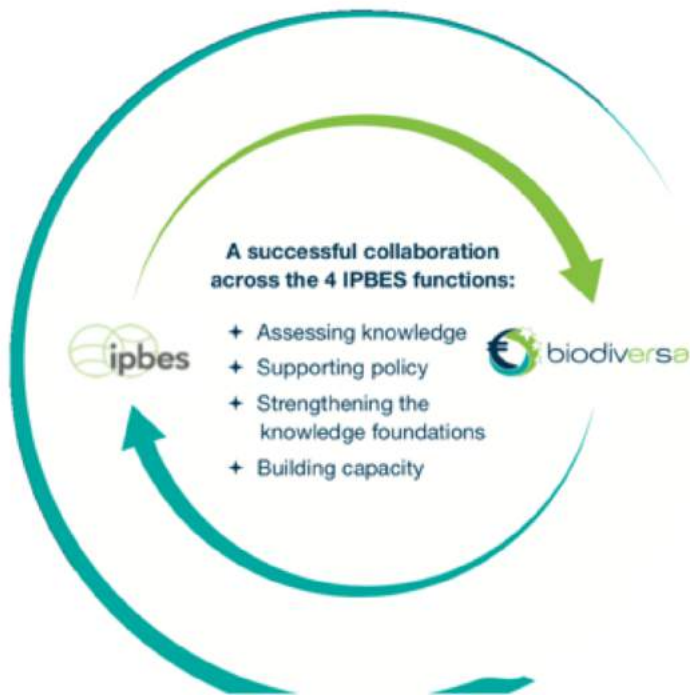 A successful collaboration
across the 4 IPBES functions:
+ Assessing knowledge
+ Supporting policy
+ Strengthening the
knowledge foundations
+ Building capacity
ipbes
biodiversa